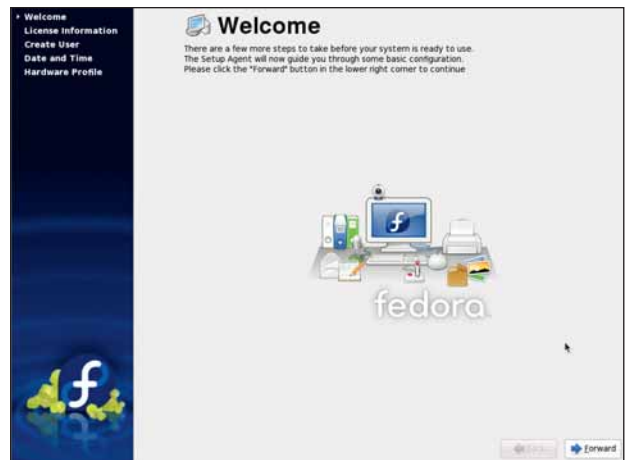 Welcome
License Information
Create User
Date and Time
Hardware Profile
Welcome
There are a few more steps to take before your system is ready to use.
The Setup Agent will now guide you through some basic configuration.
Please click the "Forward" button in the lower right corner to continue
fedora
Back
Forward